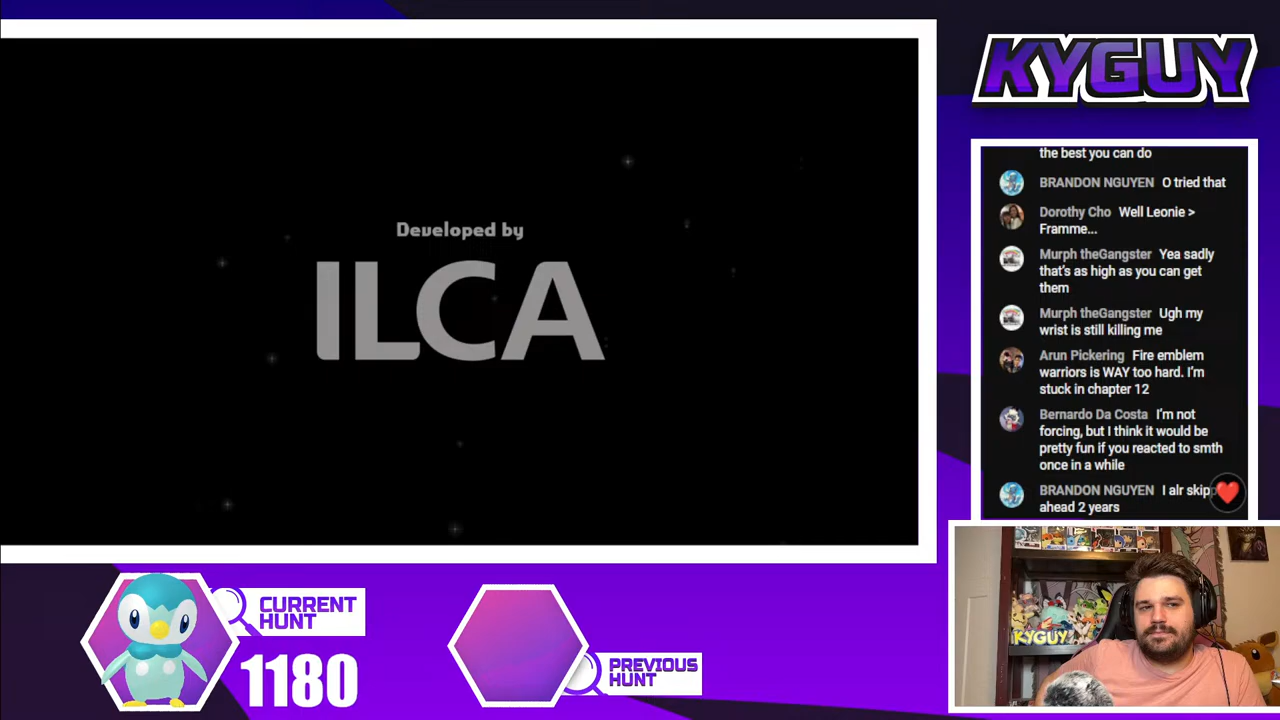 Developed by
ILCA
KYGUY
the best you can do
BRANDON NGUYEN O tried that
Dorothy Cho Well Leonie >
Framme...
Murph theGangster Yea sadly
that's as high as you can get
them
Murph theGangster Ugh my
wrist is still killing me
Arun Pickering Fire emblem
warriors is WAY too hard. I'm
stuck in chapter 12
Bernardo Da Costa I'm not
forcing, but I think it would be
pretty fun if you reacted to smth
once in a while
BRANDON NGUYEN I alr
ahead 2 years
CURRENT
HUNT
1180
PREVIOUS
HUNT
KYGUY